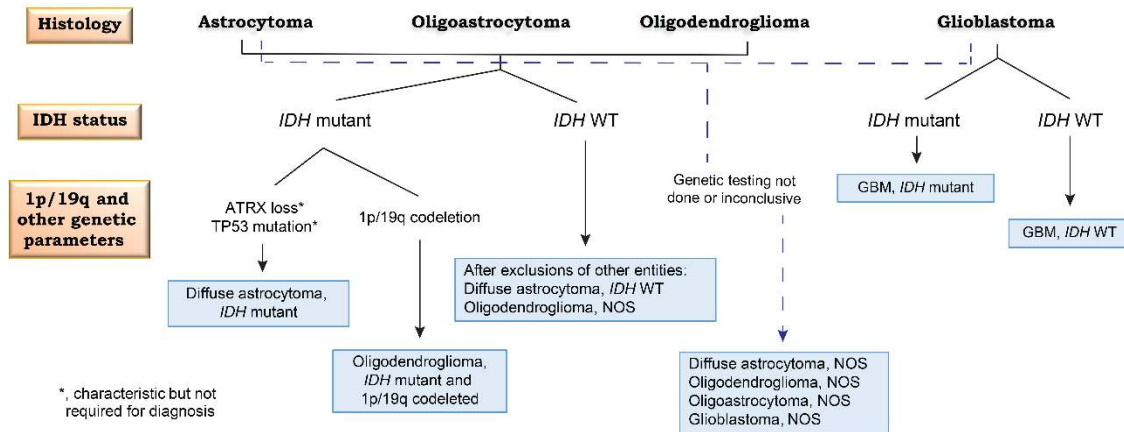 Histology
Astrocytoma
Oligoastrocytoma
Oligodendroglioma
Glioblastoma
IDH status
IDH mutant
IDH WT
IDH mutant
IDH WT
1p/19q and
other genetic
parameters
ATRX loss*
TP53 mutation*
1p/19q codeletion
Genetic testing not
done or inconclusive
GBM, IDH mutant
GBM, IDH WT
Diffuse astrocytoma,
IDH mutant
After exclusions of other entities:
Diffuse astrocytoma, IDH WT
Oligodendroglioma, NOS
Oligodendroglioma,
IDH mutant and
1p/19q codeleted
Diffuse astrocytoma, NOS
Oligodendroglioma, NOS
Oligoastrocytoma, NOS
Glioblastoma, NOS
*, characteristic but not
required for diagnosis